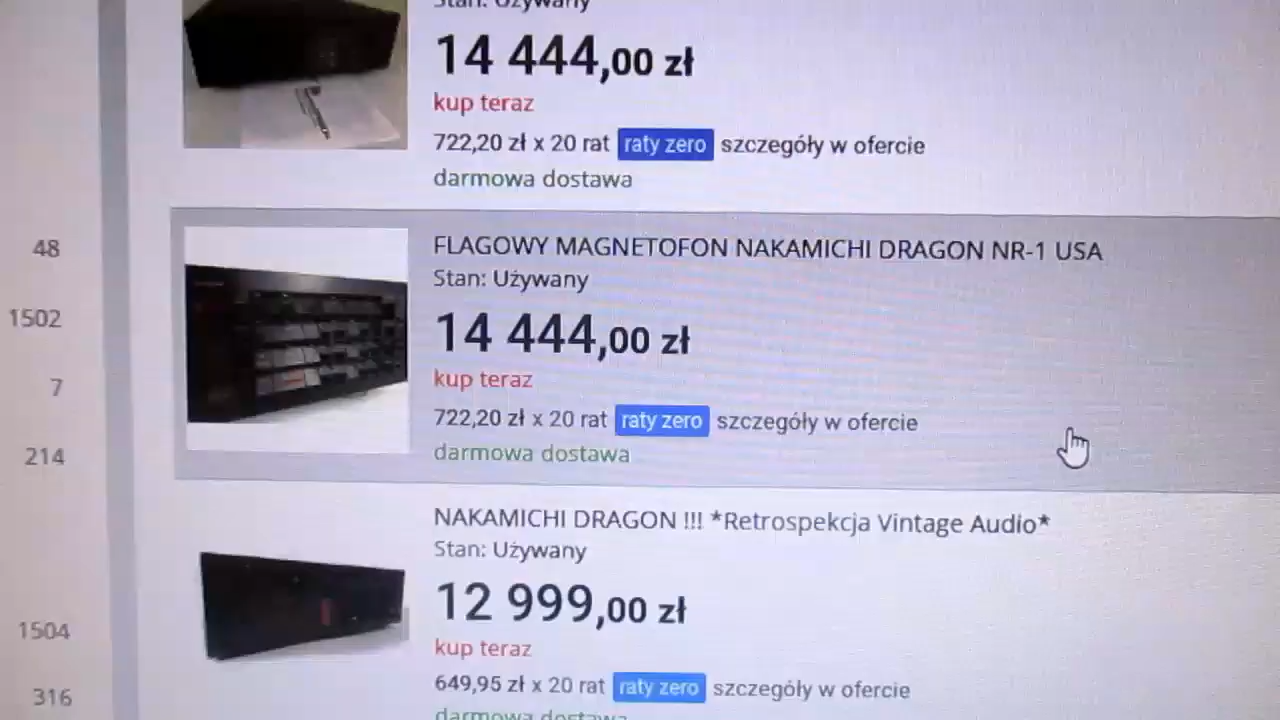 Stan: Używany
14 444,00 zł
kup teraz
722,20 zł x 20 rat raty zero szczegóły w ofercie
darmowa dostawa
48
1502
7
214
1504
316
FLAGOWY MAGNETOFON NAKAMICHI DRAGON NR-1 USA
Stan: Używany
14 444,00 zł
kup teraz
722,20 zł x 20 rat raty zero szczegóły w ofercie
darmowa dostawa
NAKAMICHI DRAGON !!! *Retrospekcja Vintage Audio*
Stan: Używany
12 999,00 zł
kup teraz
649,95 zł x 20 rat raty zero szczegóły w ofercie
darmowa dostawa